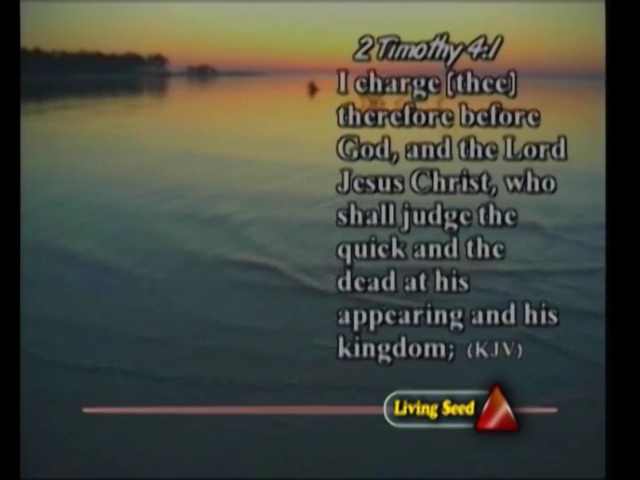 2 Timothy 4:1
I charge [thee]
therefore before
God, and the Lord
Jesus Christ, who
shall judge the
quick and the
dead at his
appearing and his
kingdom; (KJV)
Living Seed